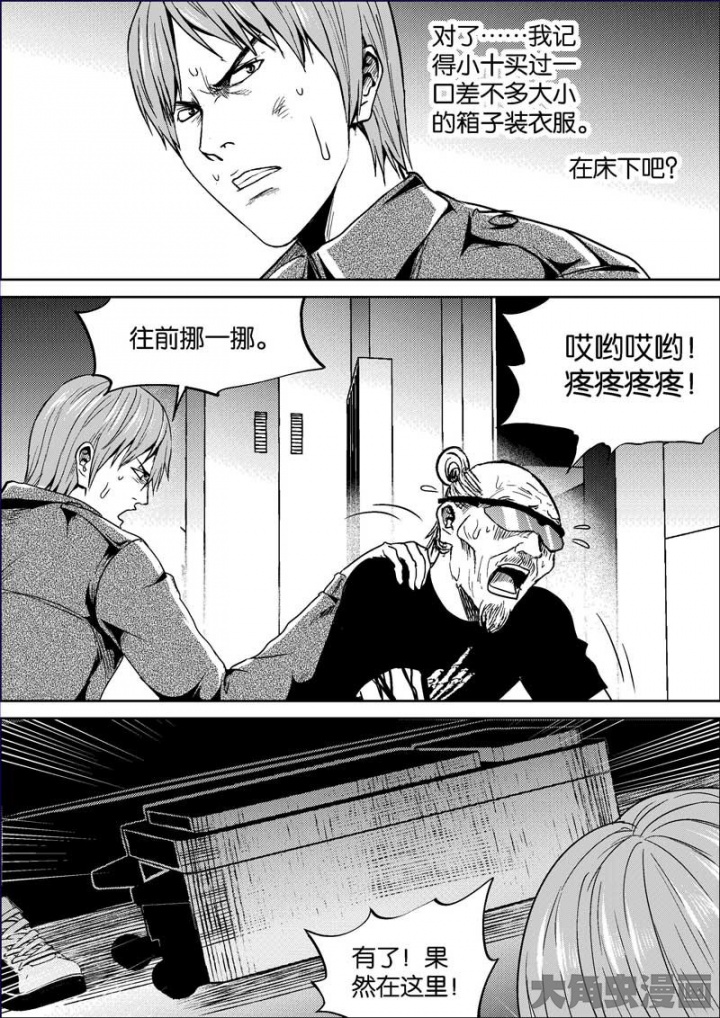 对了……我记
得小十买过一
口差不多大小
的箱子装衣服。
在床下吧？
往前挪一挪。
哎哟哎哟！
疼疼疼疼！
有了！果
然在这里！
大角虫漫画